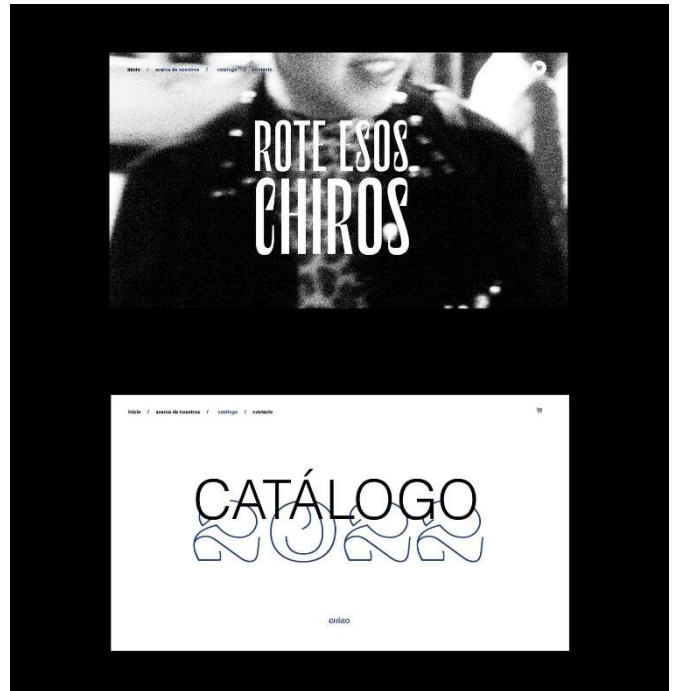 inicio / acerca de nosotros / catálogo / contacto
ROTE ESOS
CHIROS
inicio / acerca de nosotros / catálogo / contacto
CATÁLOGO
2022